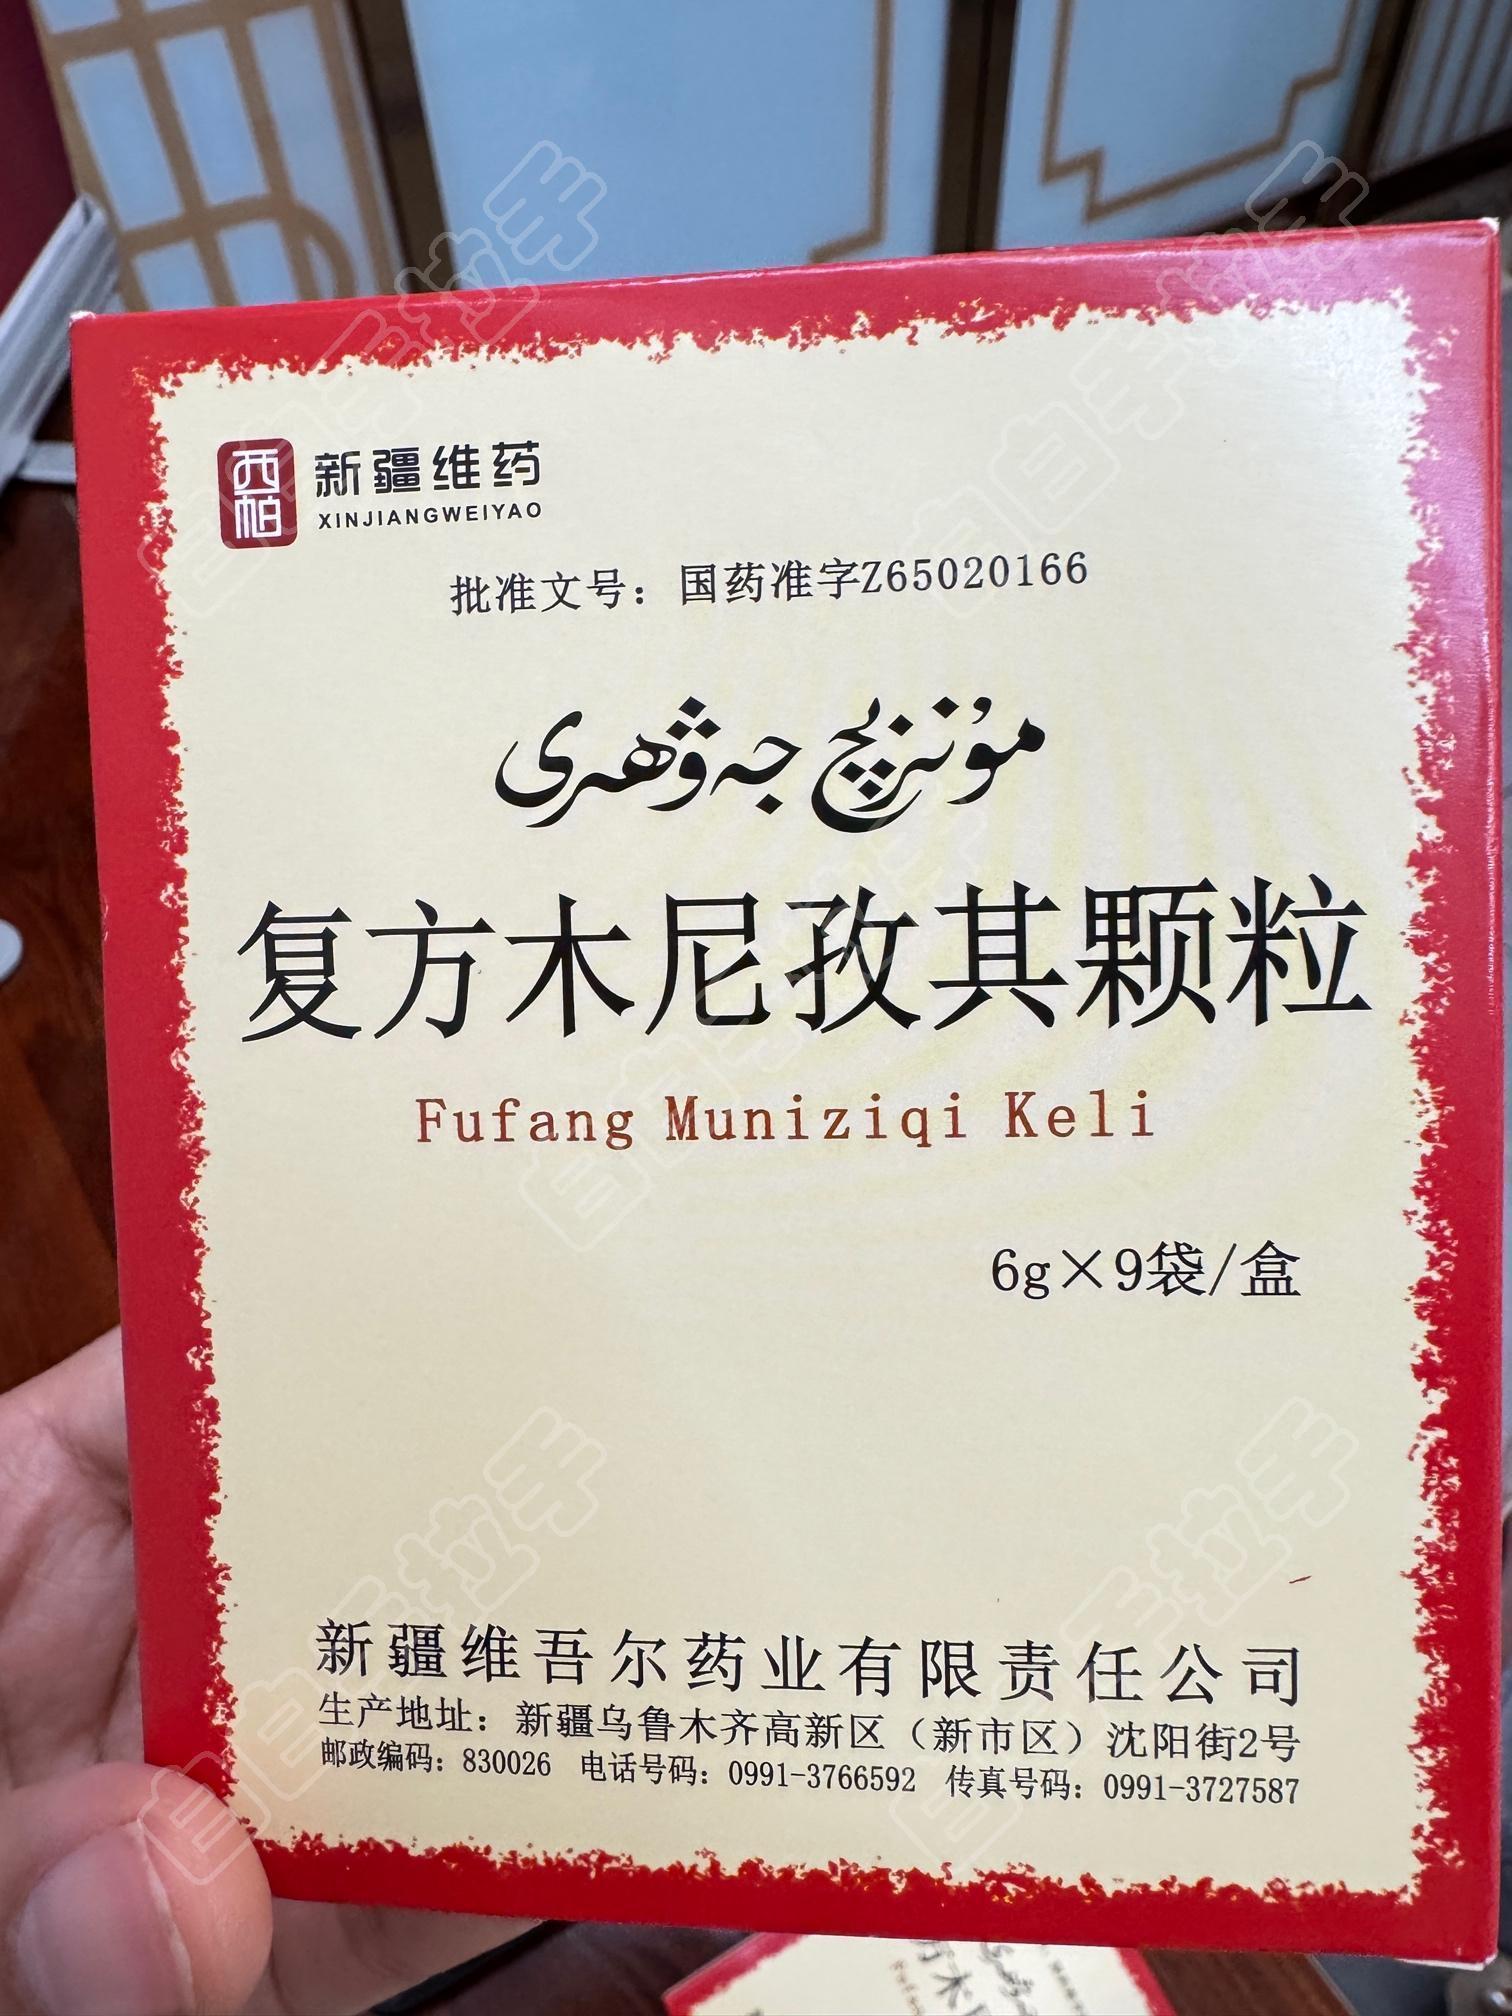 西帕 新疆维药
XINJIANGWEIYAO
批准文号：国药准字Z65020166
مۇنزىچ جەۋھەرى
复方木尼孜其颗粒
Fufang Muniziqi Keli
6g×9袋/盒
新疆维吾尔药业有限责任公司
生产地址：新疆乌鲁木齐高新区（新市区）沈阳街2号
邮政编码：830026 电话号码：0991-3766592 传真号码：0991-3727587